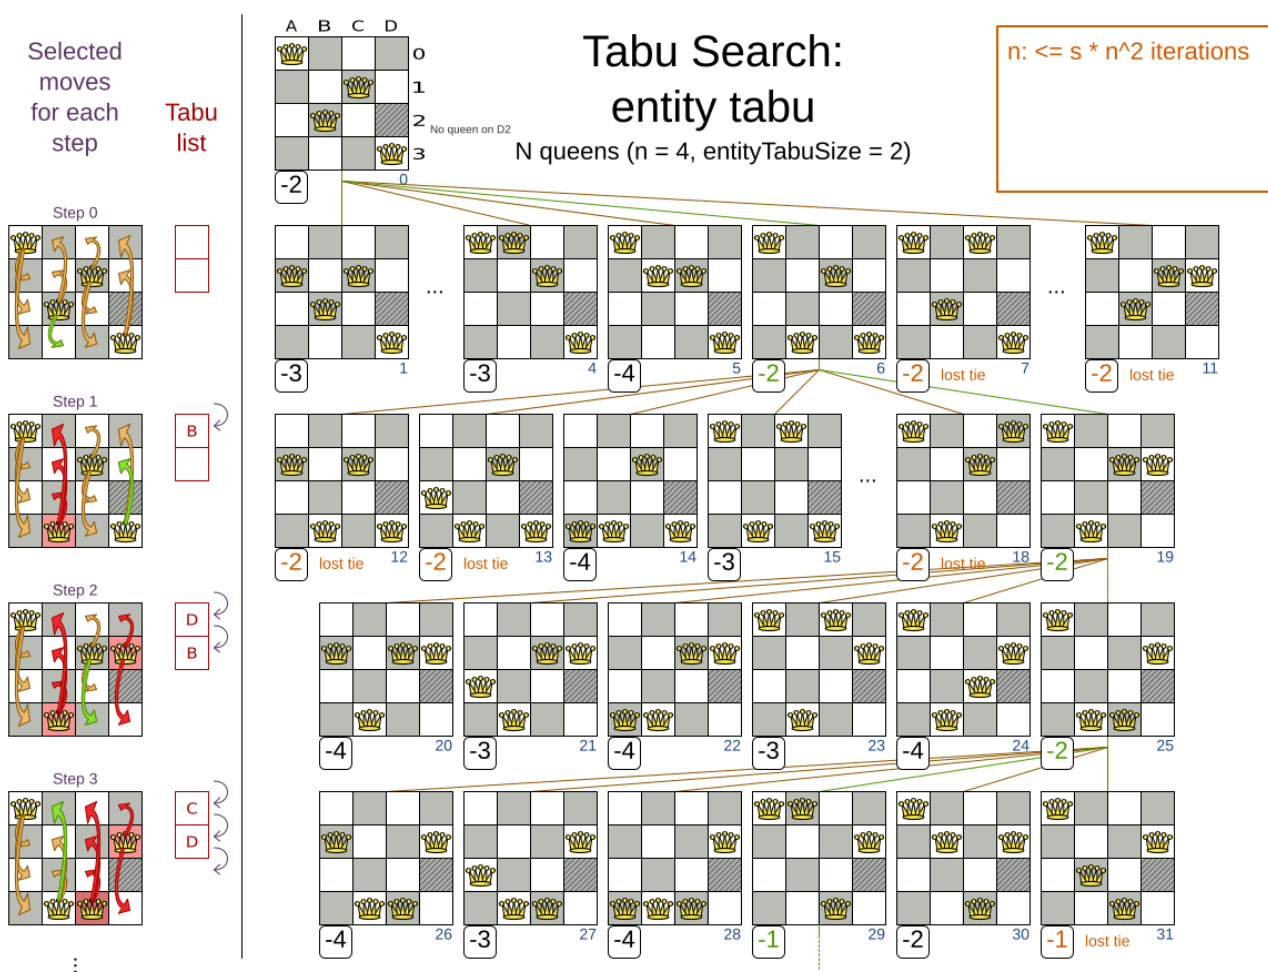 Selected
moves
for each
step
Tabu
list
A B C D
0
1
2
3
No queen on D2
-2
0
Tabu Search:
entity tabu
N queens (n = 4, entityTabuSize = 2)
n: <= s * n^2 iterations
Step 0
...
...
-3
1
-3
4
-4
5
-2
6
-2
lost tie
7
-2
lost tie
11
Step 1
B
...
-2
lost tie
12
-2
lost tie
13
-4
14
-3
15
-2
lost tie
18
-2
19
Step 2
D
B
-4
20
-3
21
-4
22
-3
23
-4
24
-2
25
Step 3
C
D
-4
26
-3
27
-4
28
-1
29
-2
30
-1
lost tie
31
...